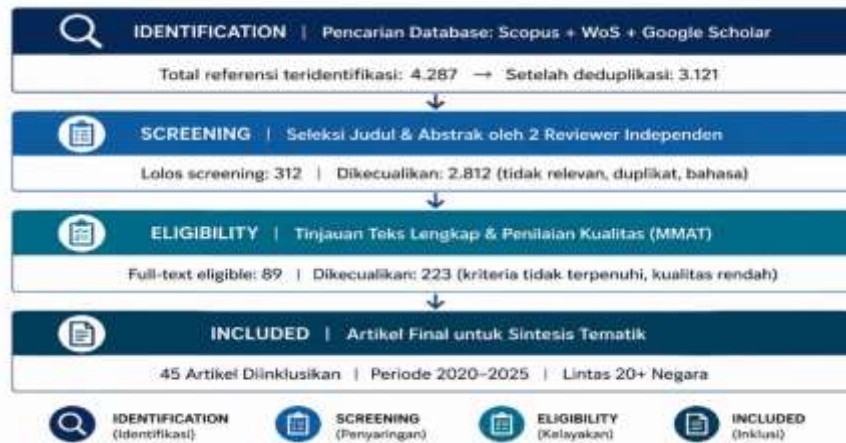 IDENTIFICATION | Pencarian Database: Scopus + WoS + Google Scholar
Total referensi teridentifikasi: 4.287 → Setelah deduplikasi: 3.121
SCREENING | Seleksi Judul & Abstrak oleh 2 Reviewer Independen
Lolos screening: 312 | Dikecualikan: 2.812 (tidak relevan, duplikat, bahasa)
ELIGIBILITY | Tinjauan Teks Lengkap & Penilaian Kualitas (MMAT)
Full-text eligible: 89 | Dikecualikan: 223 (kriteria tidak terpenuhi, kualitas rendah)
INCLUDED | Artikel Final untuk Sintesis Tematik
45 Artikel Diinklusikan | Periode 2020–2025 | Lintas 20+ Negara
IDENTIFICATION
(Identifikasi)
SCREENING
(Penyaringan)
ELIGIBILITY
(Kelayakan)
INCLUDED
(Inklusi)